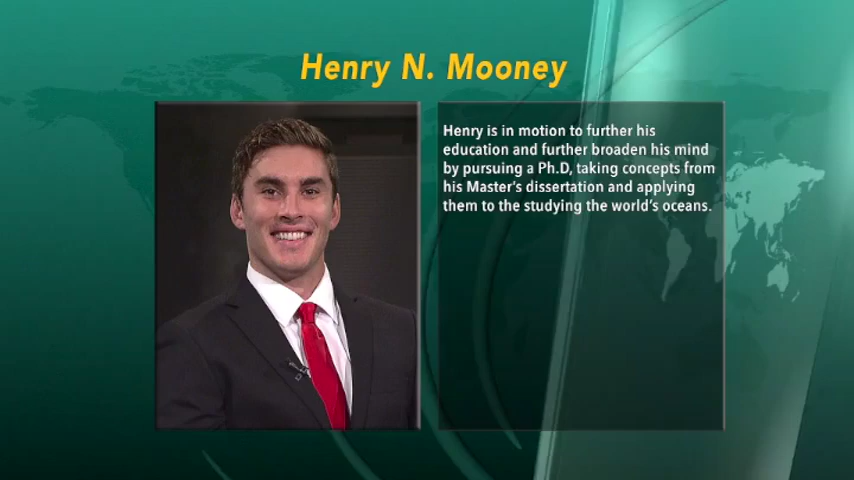 Henry N. Mooney
Henry is in motion to further his
education and further broaden his mind
by pursuing a Ph.D, taking concepts from
his Master's dissertation and applying
them to the studying the world's oceans.